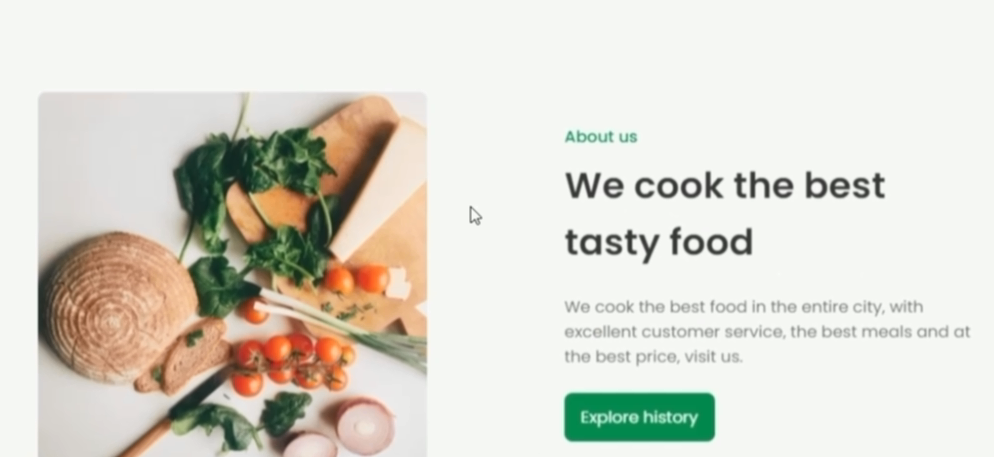 About us
We cook the best
tasty food
We cook the best food in the entire city, with
excellent customer service, the best meals and at
the best price, visit us.
Explore history